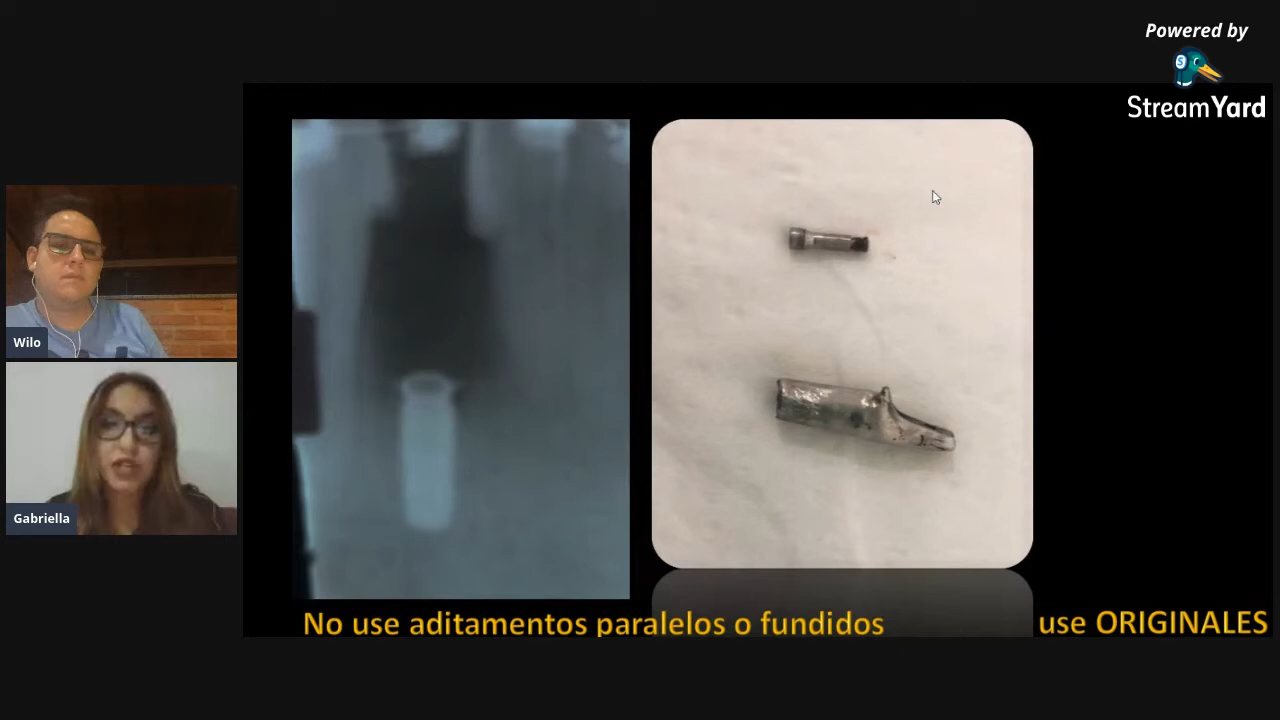 Powered by
StreamYard
Wilo
Gabriella
No use aditamentos paralelos o fundidos use ORIGINALES